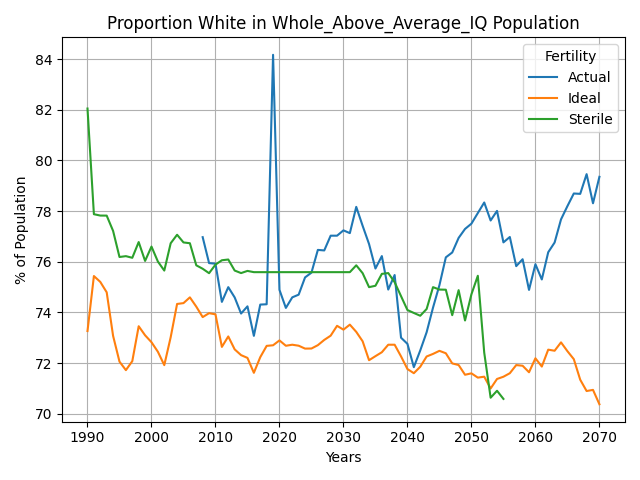 Proportion White in Whole_Above_Average_IQ Population
Fertility
Actual
Ideal
Sterile
% of Population
84
82
80
78
76
74
72
70
1990
2000
2010
2020
2030
2040
2050
2060
2070
Years